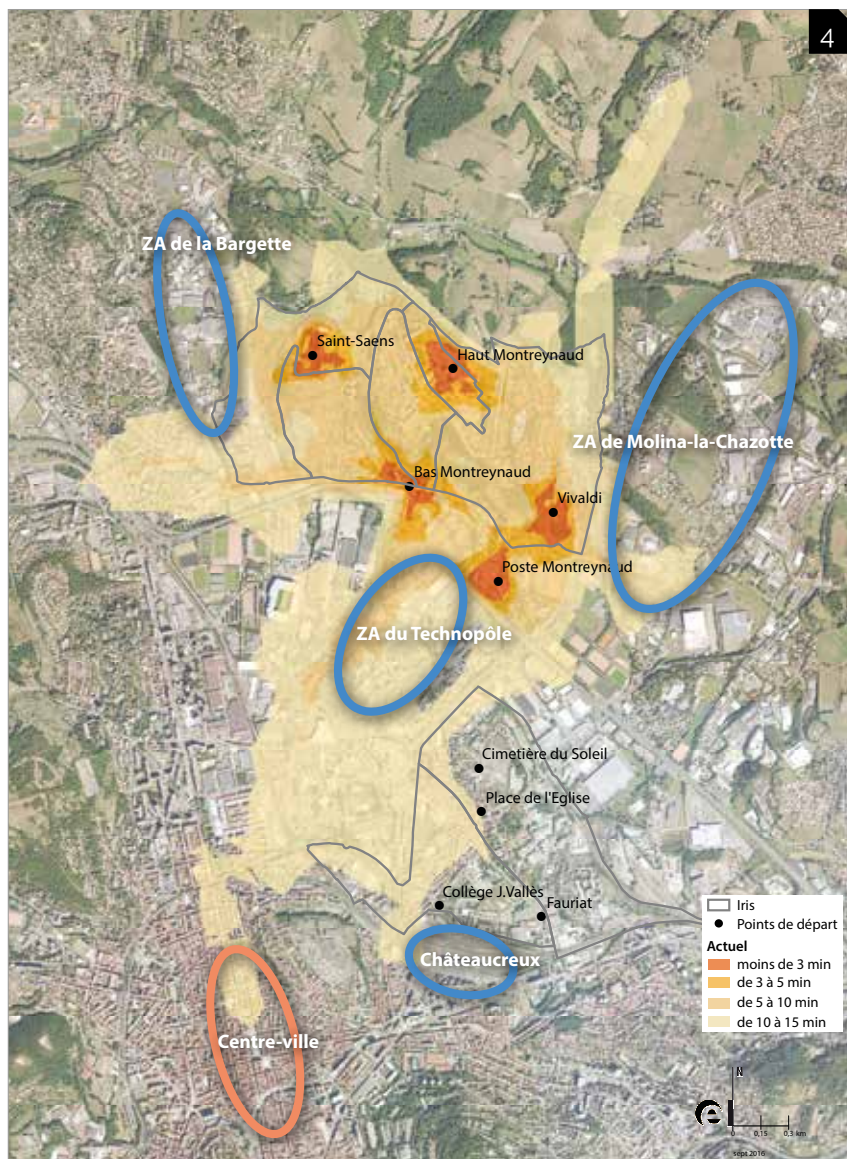 4
ZA de la Bargette
Saint-Saens
Haut Montreynaud
ZA de Molina-la-Chazotte
Bas Montreynaud
Vivaldi
Poste Montreynaud
ZA du Technopôle
Cimetière du Soleil
Place de l'Eglise
Collège J.Vallès
Fauriat
Châteaucreux
Centre-ville
Iris
Points de départ
Actuel
moins de 3 min
de 3 à 5 min
de 5 à 10 min
de 10 à 15 min
N
0 0,15 0,3 km
sept.2016